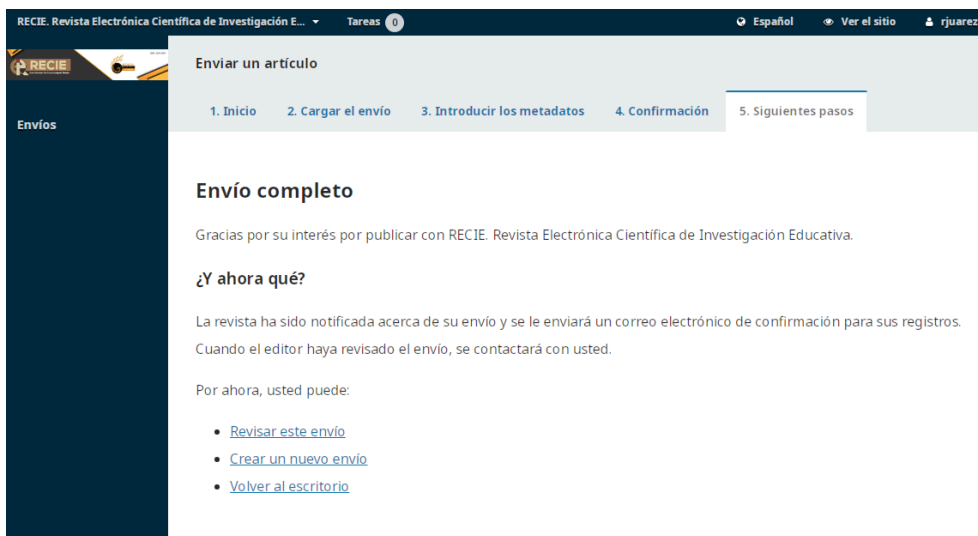 RECIE. Revista Electrónica Científica de Investigación E...
Tareas 0
Español
Ver el sitio
rjuarez
RECIE
Envíos
Enviar un artículo
1. Inicio
2. Cargar el envío
3. Introducir los metadatos
4. Confirmación
5. Siguientes pasos
Envío completo
Gracias por su interés por publicar con RECIE. Revista Electrónica Científica de Investigación Educativa.
¿Y ahora qué?
La revista ha sido notificada acerca de su envío y se le enviará un correo electrónico de confirmación para sus registros.
Cuando el editor haya revisado el envío, se contactará con usted.
Por ahora, usted puede:
Revisar este envío
Crear un nuevo envío
Volver al escritorio